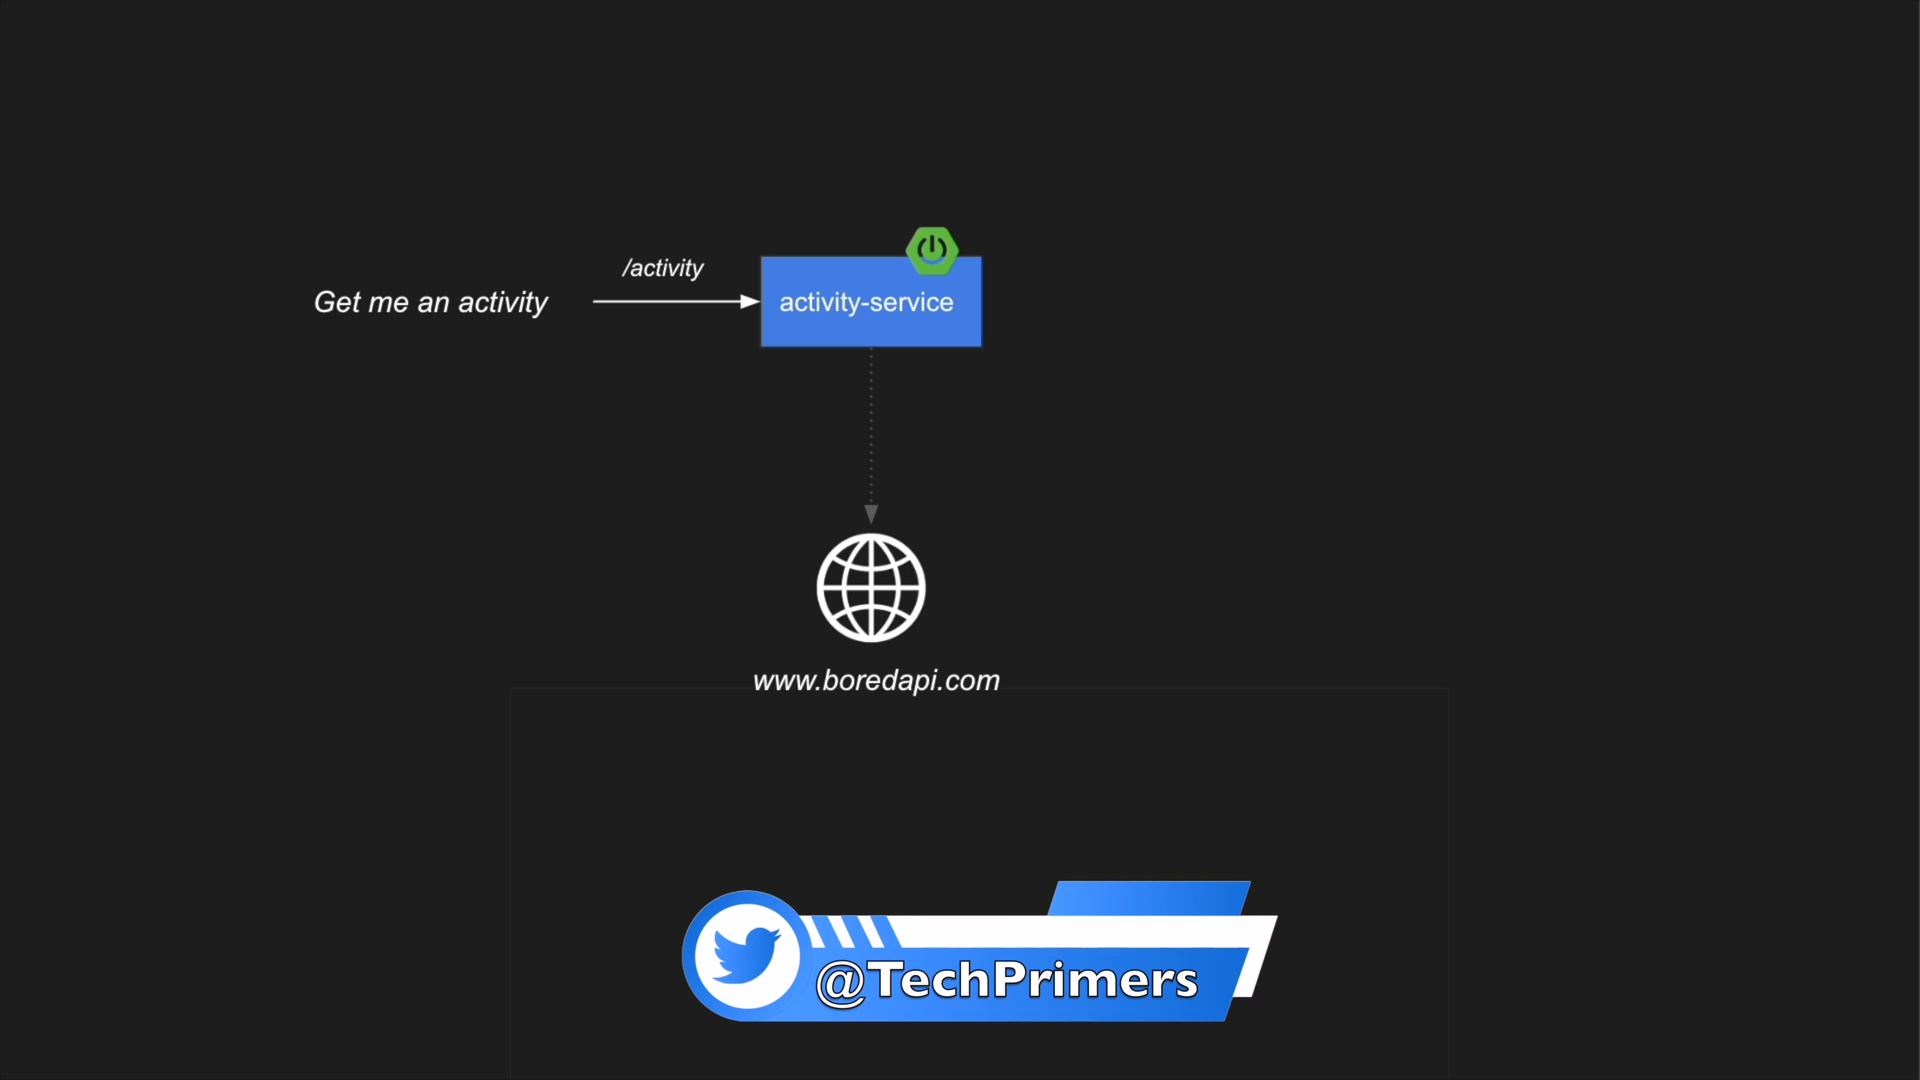 /activity
Get me an activity
activity-service
www.boredapi.com
@TechPrimers